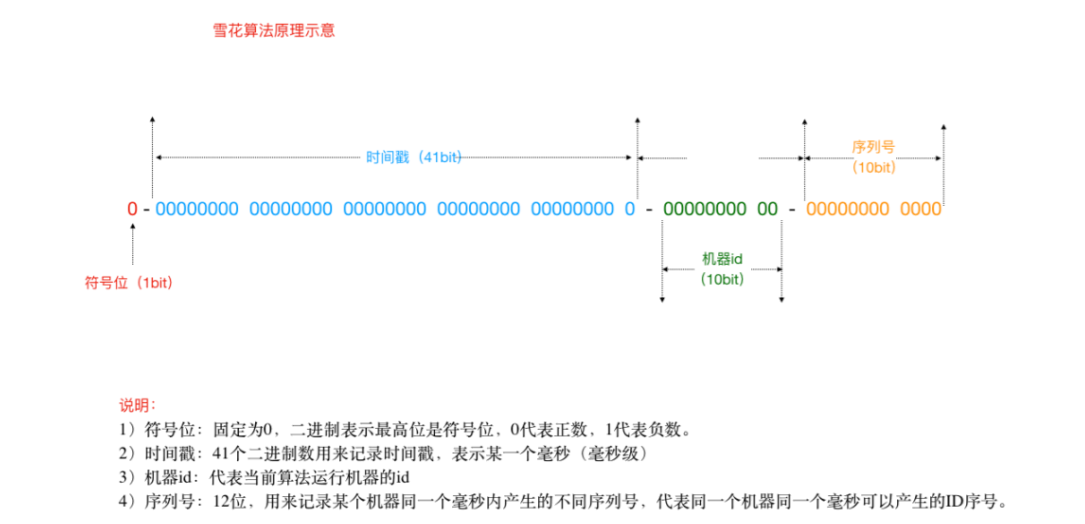 雪花算法原理示意
时间戳（41bit）
序列号
（10bit）
0 - 00000000 00000000 00000000 00000000 00000000 0 - 00000000 00 - 00000000 0000
符号位（1bit）
机器id
（10bit）
说明：
1）符号位：固定为0，二进制表示最高位是符号位，0代表正数，1代表负数。
2）时间戳：41个二进制数用来记录时间戳，表示某一个毫秒（毫秒级）
3）机器id：代表当前算法运行机器的id
4）序列号：12位，用来记录某个机器同一个毫秒内产生的不同序列号，代表同一个机器同一个毫秒可以产生的ID序号。